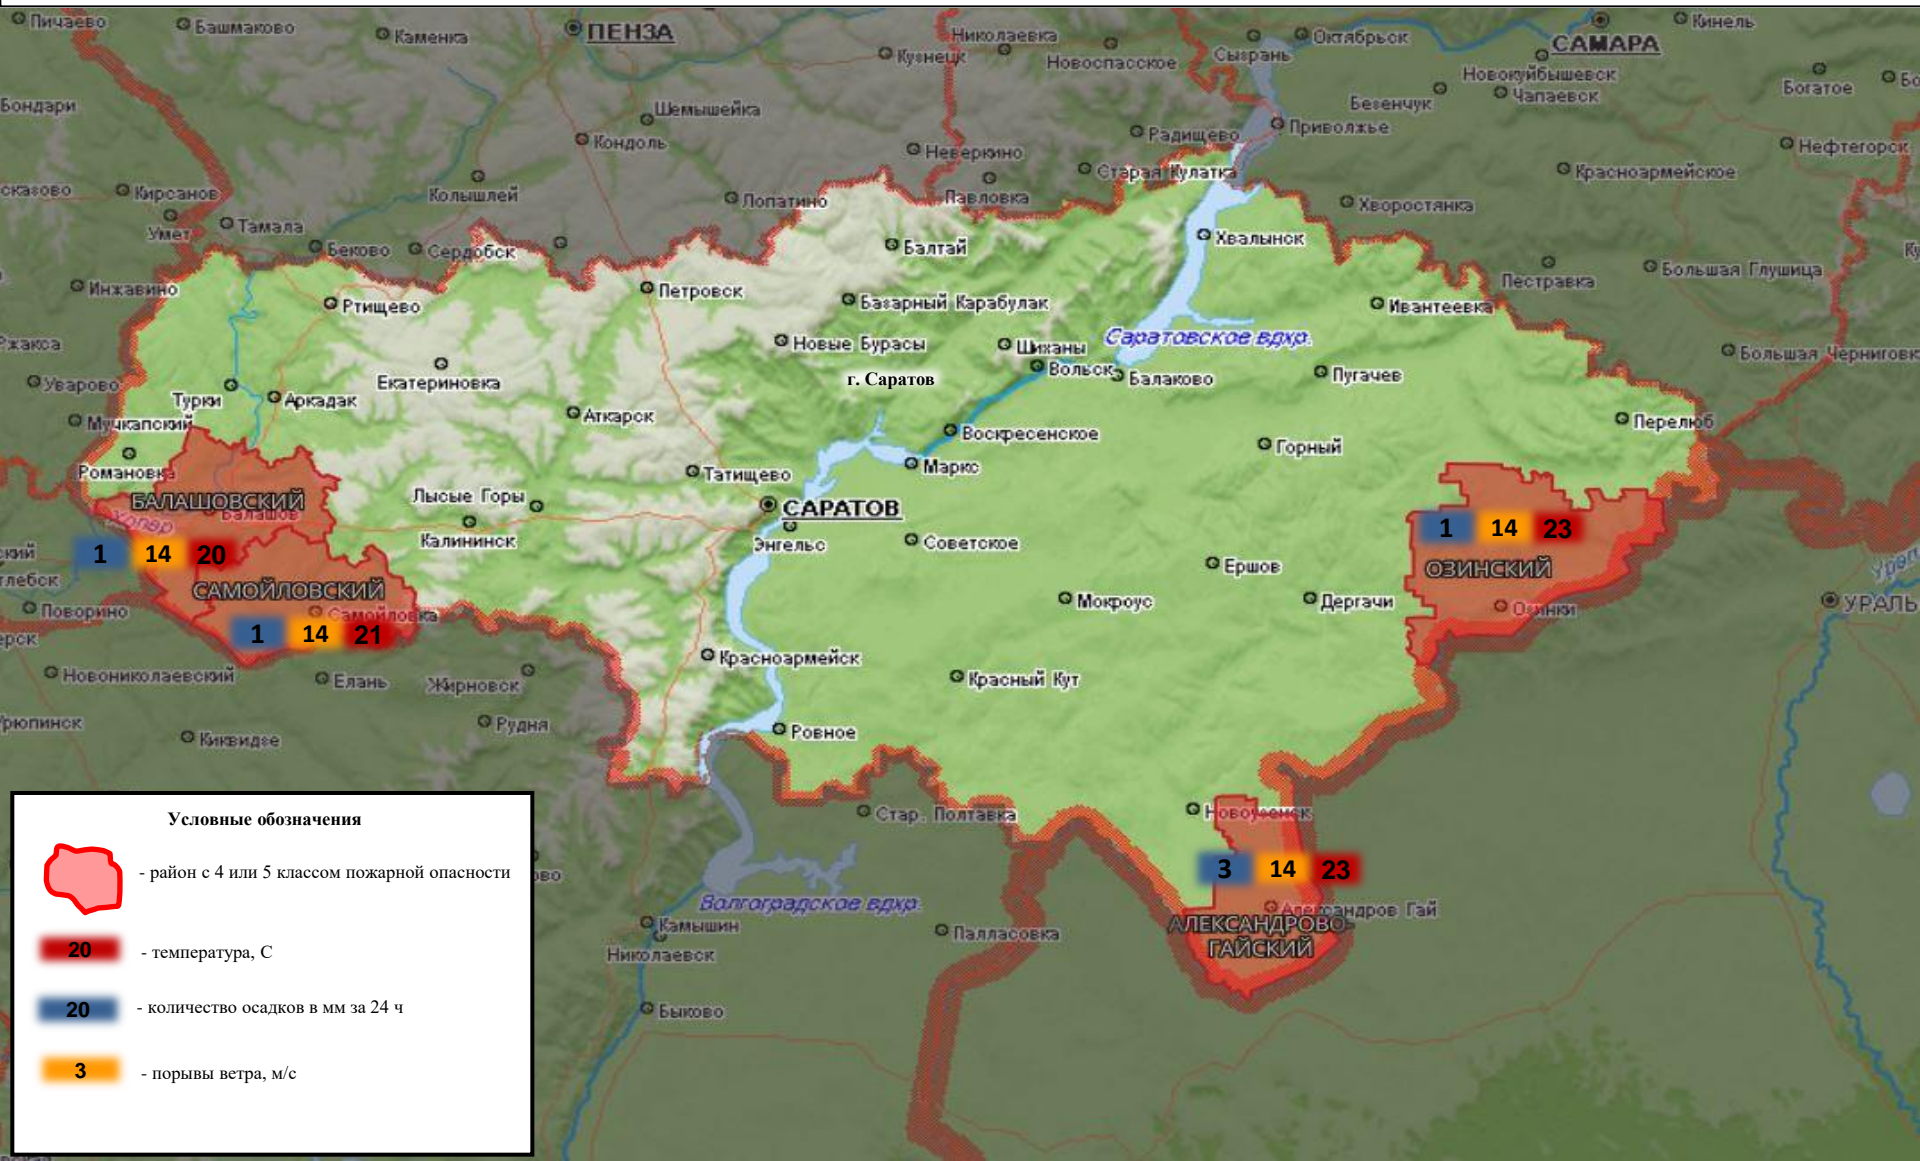 Пичаево
Башмаково
Каменка
ПЕНЗА
Николаевка
Кузнецк
Новоспасское
Сызрань
Октябрьск
САМАРА
Кинель
Новокуйбышевск
Чапаевск
Безенчук
Богатое
Бондари
Шемышейка
Кондоль
Неверкино
Радищево
Приволжье
Нефтегорск
Кирсанов
Колышлей
Лопатино
Павловка
Старая Кулатка
Красноармейское
Хворостянка
Умет
Тамала
Беково
Сердобск
Балтай
Хвалынск
Пестравка
Большая Глушица
Инжавино
Ртищево
Петровск
Базарный Карабулак
Ивантеевка
Ржакса
Новые Бурасы
Шиханы
Саратовское вдхр.
Большая Черниговк
Уварово
Екатериновка
г. Саратов
Вольск
Балаково
Пугачев
Турки
Аркадак
Аткарск
Мучкапский
Воскресенское
Горный
Перелюб
Романовка
Татищево
Маркс
БАЛАШОВСКИЙ
Балашов
Хопер
Лысые Горы
Калининск
САРАТОВ
Энгельс
Советское
1 14 23
1 14 20
ОЗИНСКИЙ
Озинки
САМОЙЛОВСКИЙ
Самойловка
Поворино
Ершов
Мокроус
Дергачи
УРАЛЬ
1 14 21
Новониколаевский
Елань
Жирновск
Красноармейск
Красный Кут
Рудня
Киквидзе
Ровное
Стар. Полтавка
Новоузенск
3 14 23
Александров Гай
АЛЕКСАНДРОВО-
ГАЙСКИЙ
Волгоградское вдхр.
Камышин
Николаевск
Палласовка
Быково
Условные обозначения
- район с 4 или 5 классом пожарной опасности
20 - температура, С
20 - количество осадков в мм за 24 ч
3 - порывы ветра, м/с